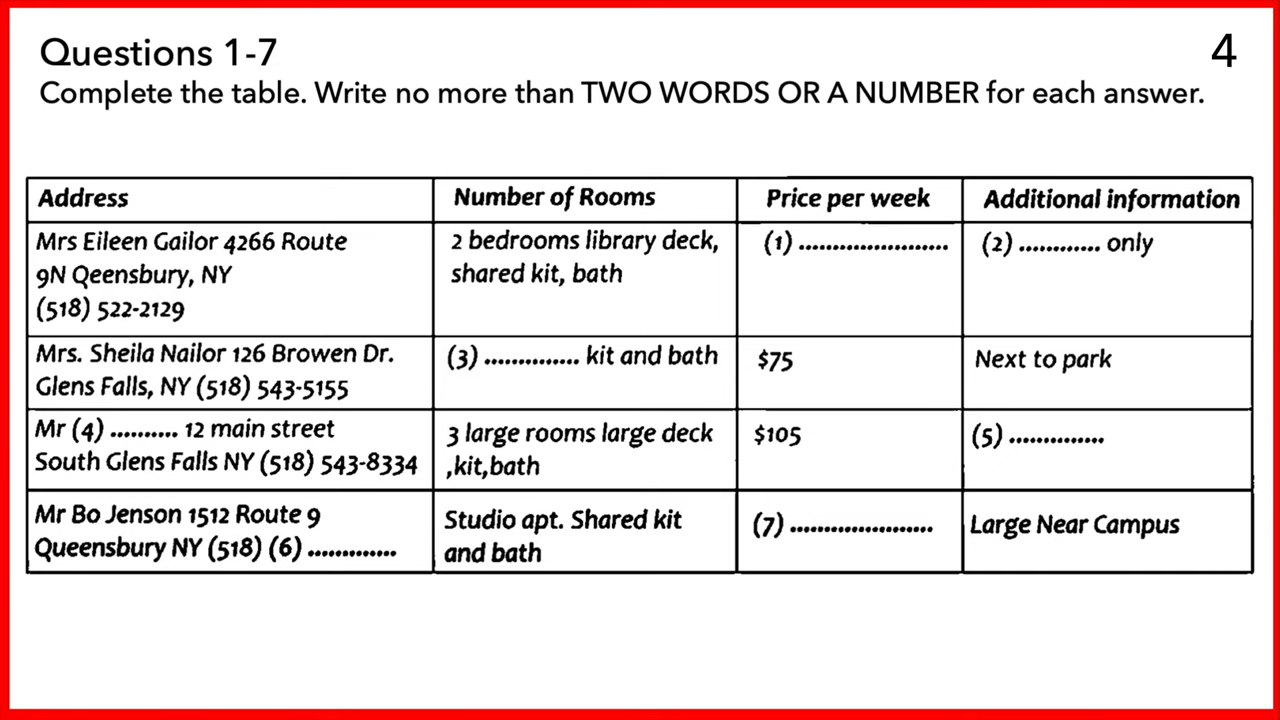 Questions 1-7
4
Complete the table. Write no more than TWO WORDS OR A NUMBER for each answer.
Address
Number of Rooms
Price per week
Additional information
Mrs Eileen Gailor 4266 Route
9N Qeensbury, NY
(518) 522-2129
2 bedrooms library deck,
shared kit, bath
(1) ......................
(2) ............ only
Mrs. Sheila Nailor 126 Browen Dr.
Glens Falls, NY (518) 543-5155
(3) .............. kit and bath
$75
Next to park
Mr (4) .......... 12 main street
South Glens Falls NY (518) 543-8334
3 large rooms large deck
,kit,bath
$105
(5) ..............
Mr Bo Jenson 1512 Route 9
Queensbury NY (518) (6) .............
Studio apt. Shared kit
and bath
(7) .....................
Large Near Campus